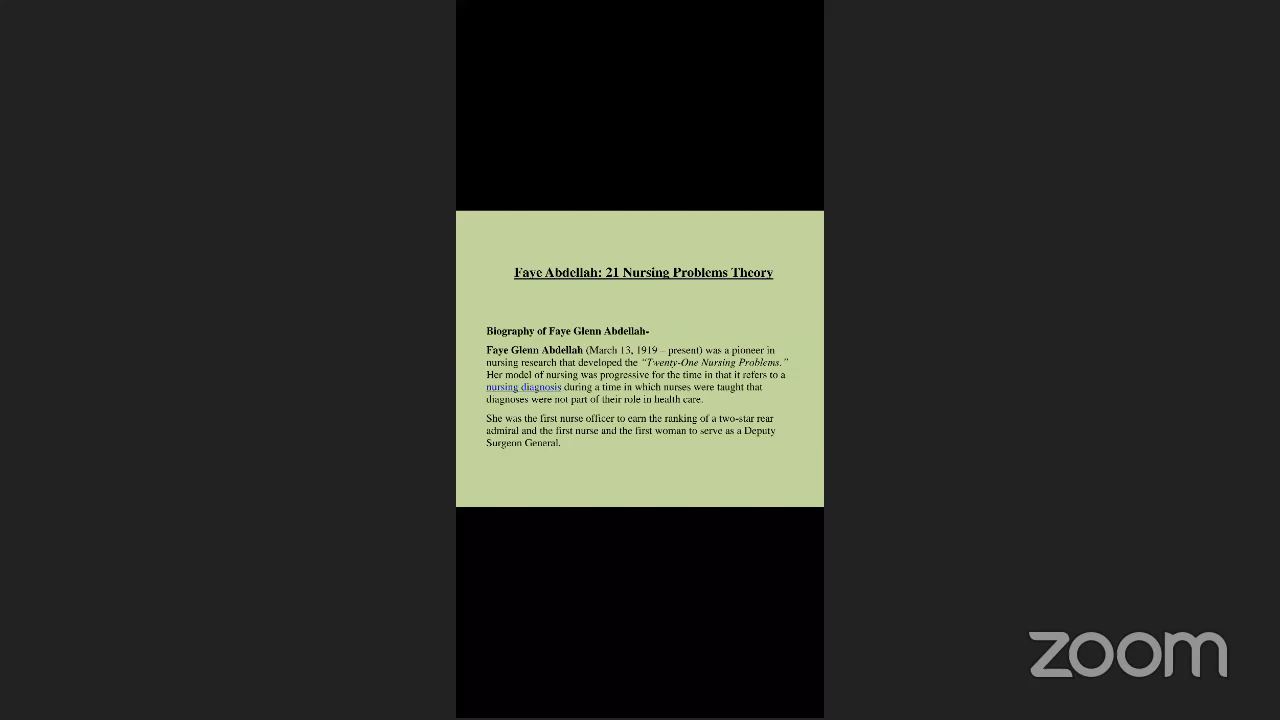 Faye Abdellah: 21 Nursing Problems Theory
Biography of Faye Glenn Abdellah-
Faye Glenn Abdellah (March 13, 1919 – present) was a pioneer in
nursing research that developed the “Twenty-One Nursing Problems.”
Her model of nursing was progressive for the time in that it refers to a
nursing diagnosis during a time in which nurses were taught that
diagnoses were not part of their role in health care.
She was the first nurse officer to earn the ranking of a two-star rear
admiral and the first nurse and the first woman to serve as a Deputy
Surgeon General.
zoom